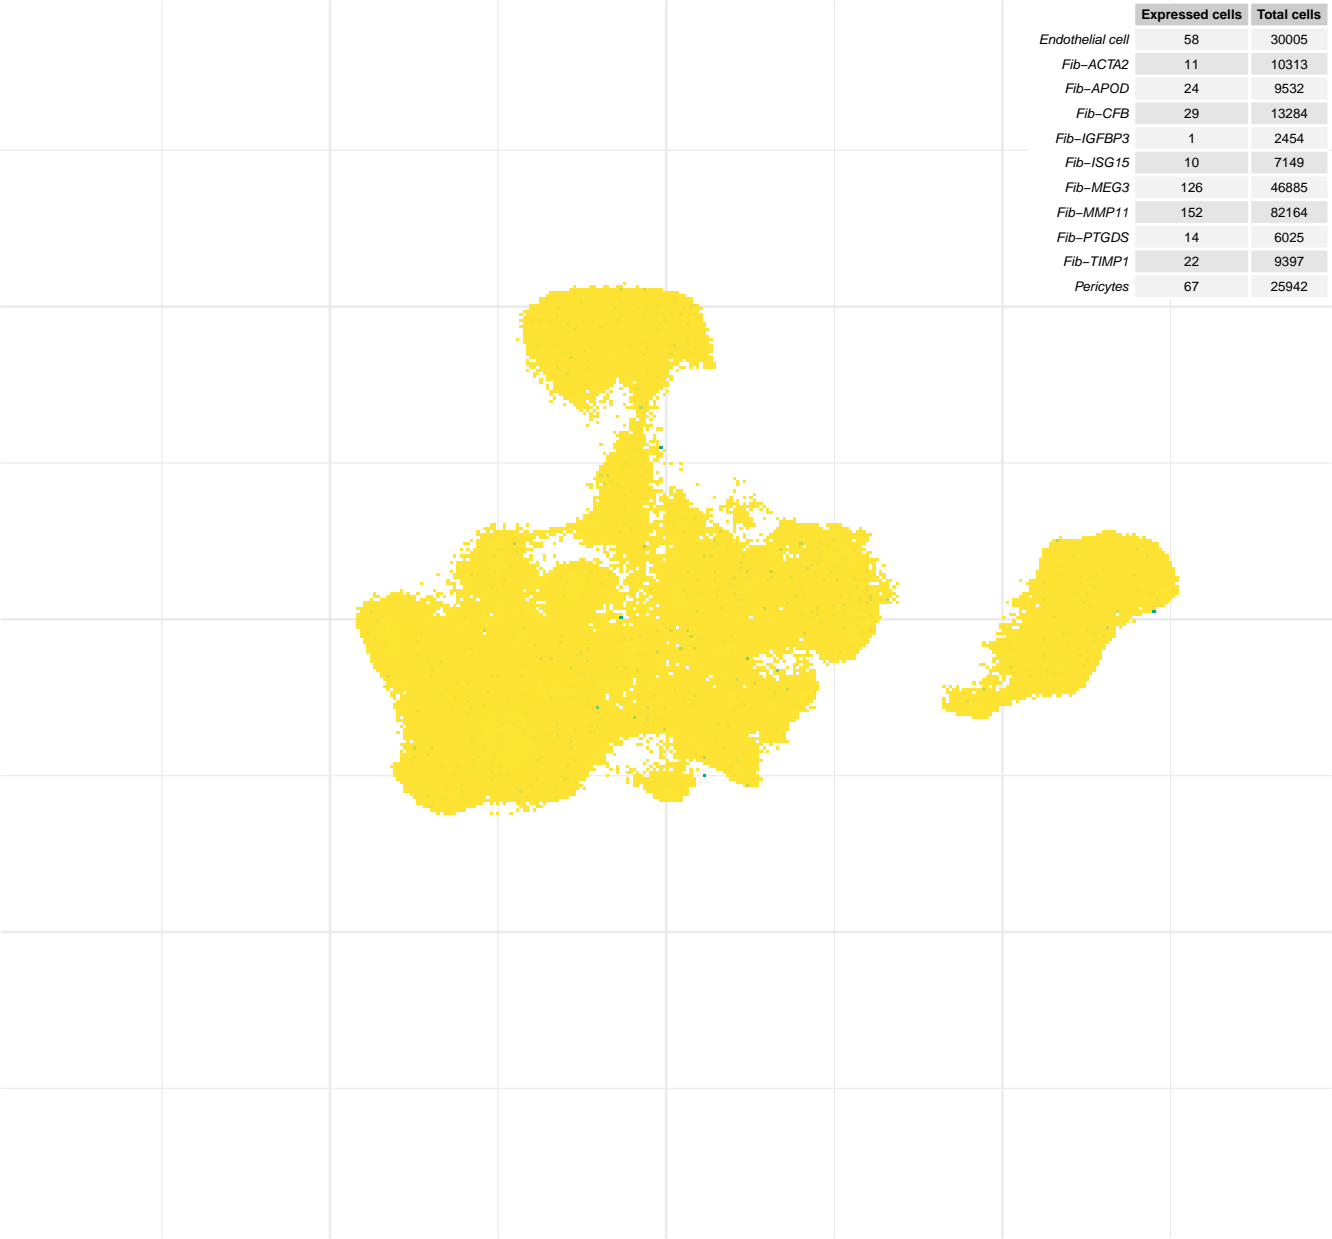 Expressed cells Total cells
Endothelial cell 58 30005
Fib−ACTA2 11 10313
Fib−APOD 24 9532
Fib−CFB 29 13284
Fib−IGFBP3 1 2454
Fib−ISG15 10 7149
Fib−MEG3 126 46885
Fib−MMP11 152 82164
Fib−PTGDS 14 6025
Fib−TIMP1 22 9397
Pericytes 67 25942